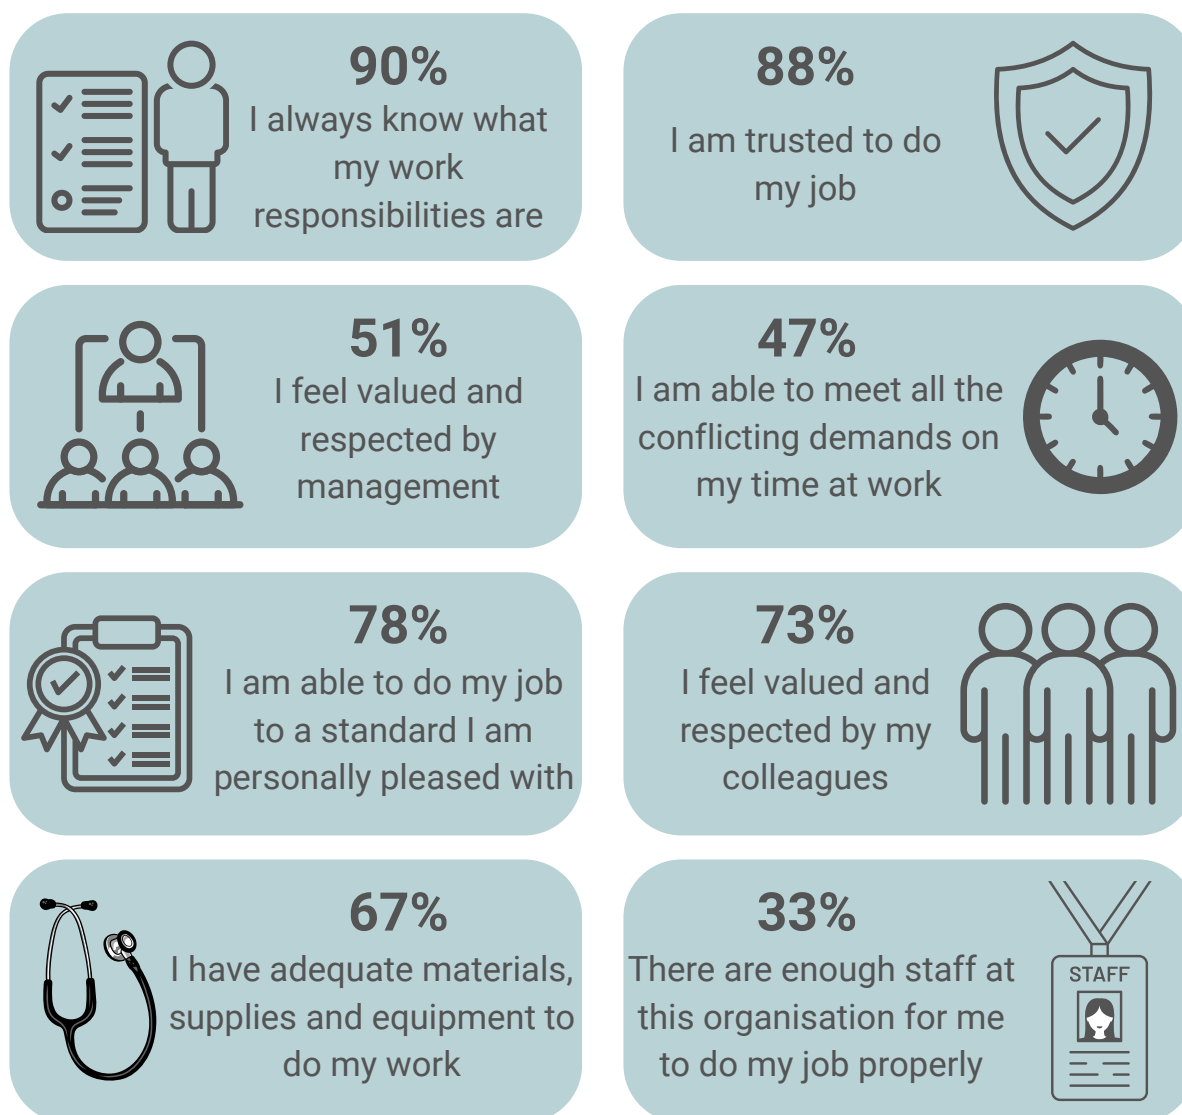 90%
I always know what
my work
responsibilities are
88%
I am trusted to do
my job
51%
I feel valued and
respected by
management
47%
I am able to meet all the
conflicting demands on
my time at work
78%
I am able to do my job
to a standard I am
personally pleased with
73%
I feel valued and
respected by my
colleagues
67%
I have adequate materials,
supplies and equipment to
do my work
33%
There are enough staff at
this organisation for me
to do my job properly
STAFF